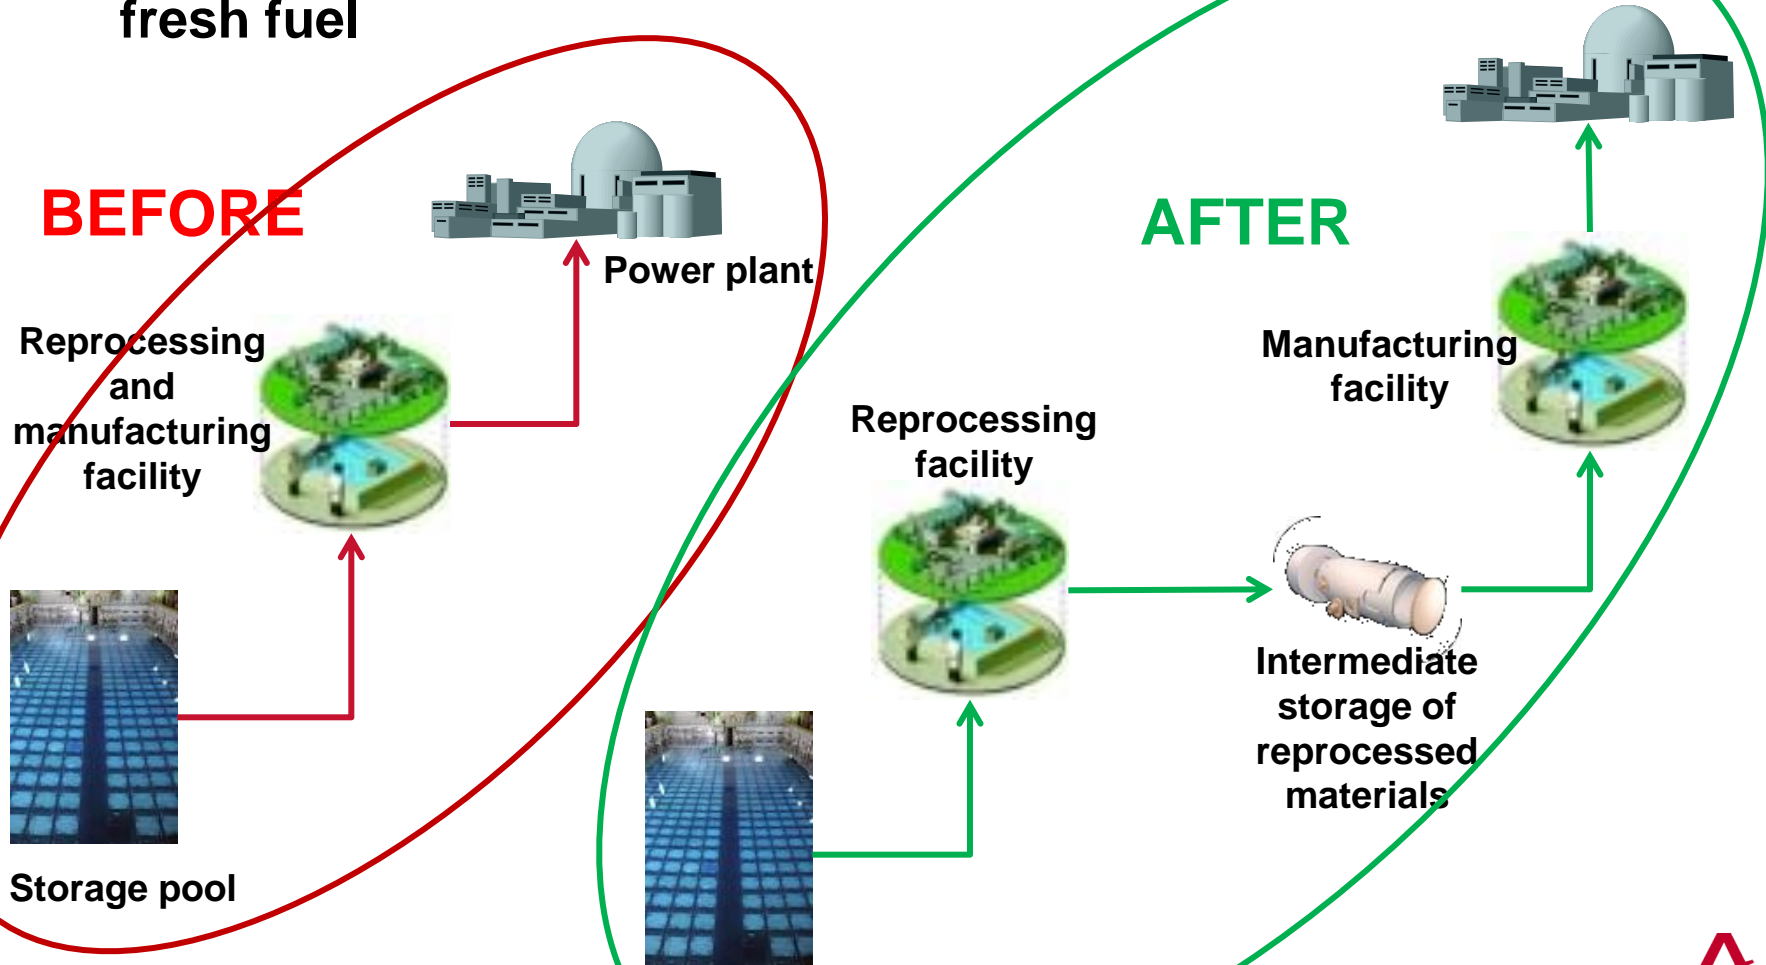 fresh fuel
BEFORE
Power plant
Reprocessing
and
manufacturing
facility
Storage pool
AFTER
Manufacturing
facility
Reprocessing
facility
Intermediate
storage of
reprocessed
materials